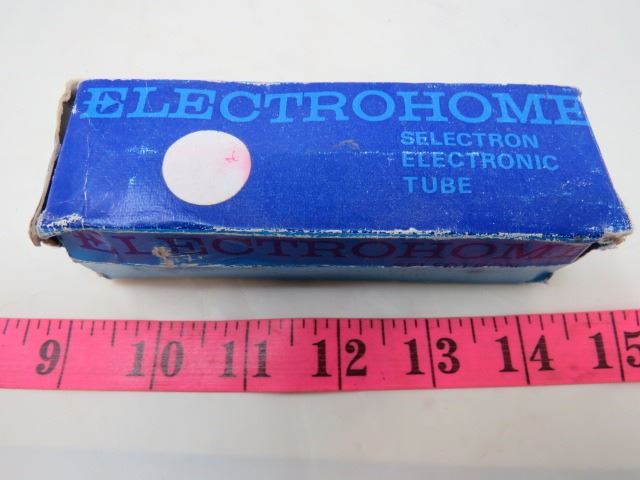 ELECTROHOME
SELECTRON
ELECTRONIC
TUBE
ELECTROHOME
9 10 11 12 13 14 15